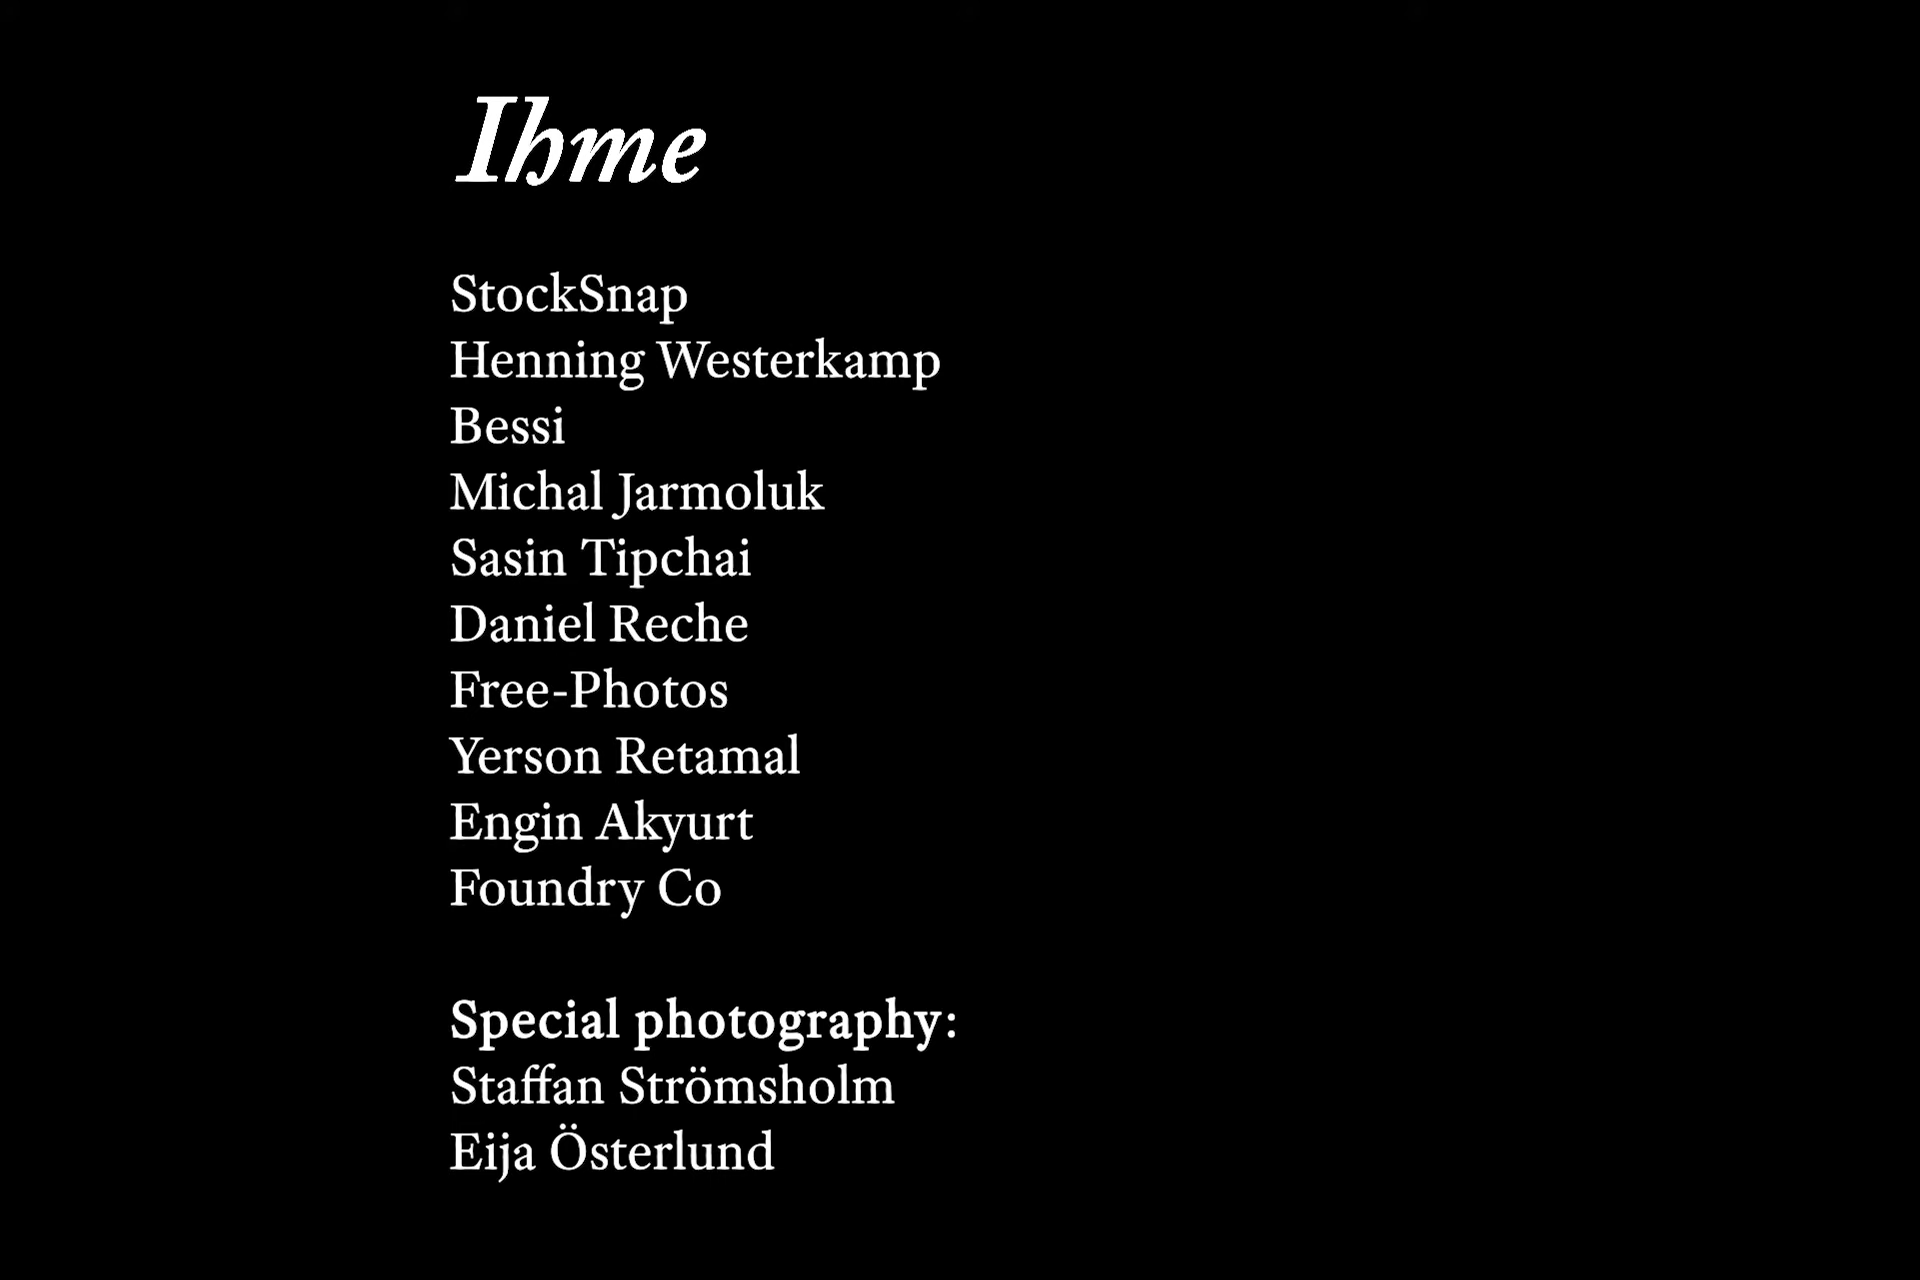 Ihme
StockSnap
Henning Westerkamp
Bessi
Michal Jarmoluk
Sasin Tipchai
Daniel Reche
Free-Photos
Yerson Retamal
Engin Akyurt
Foundry Co
Special photography:
Staffan Strömsholm
Eija Österlund